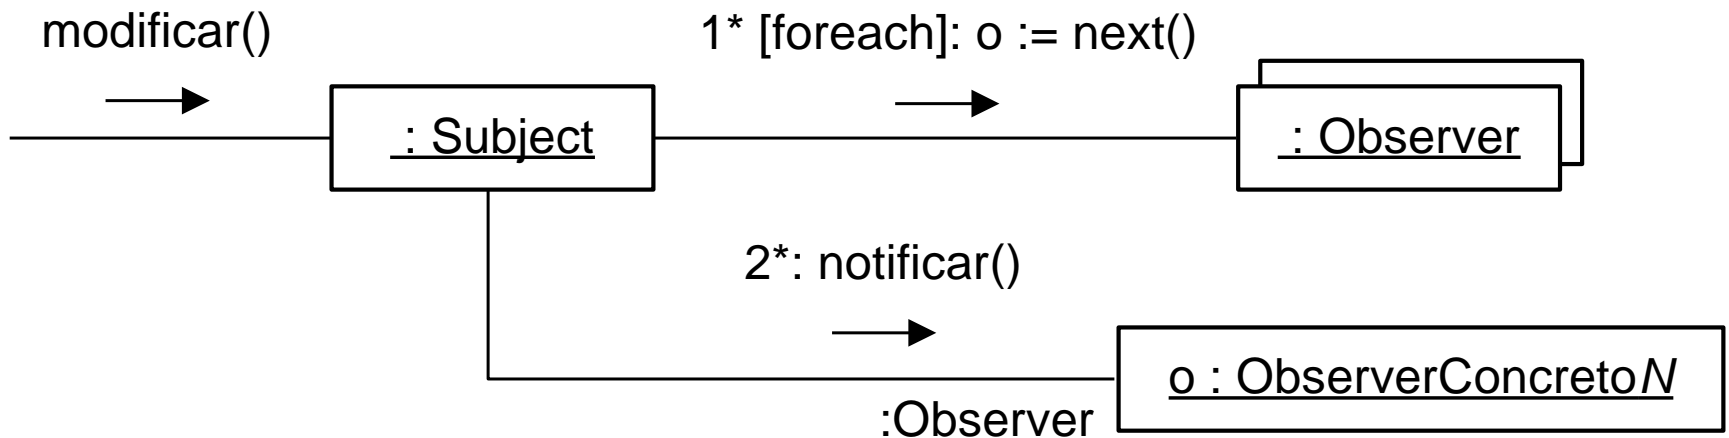 modificar()
1* [foreach]: o := next()
: Subject
: Observer
2*: notificar()
o : ObserverConcretoN
:Observer